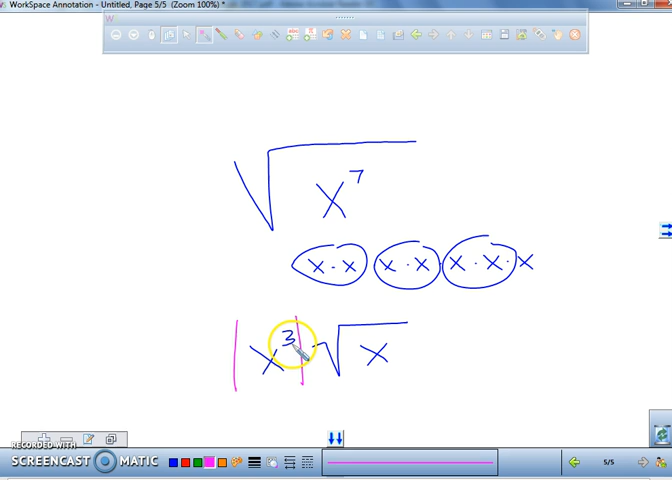 WorkSpace Annotation - Untitled, Page 5/5 (Zoom 100%) *
√x⁷
x · x · x · x · x · x · x
|x³| √x
RECORDED WITH
SCREENCAST MATIC
5/5